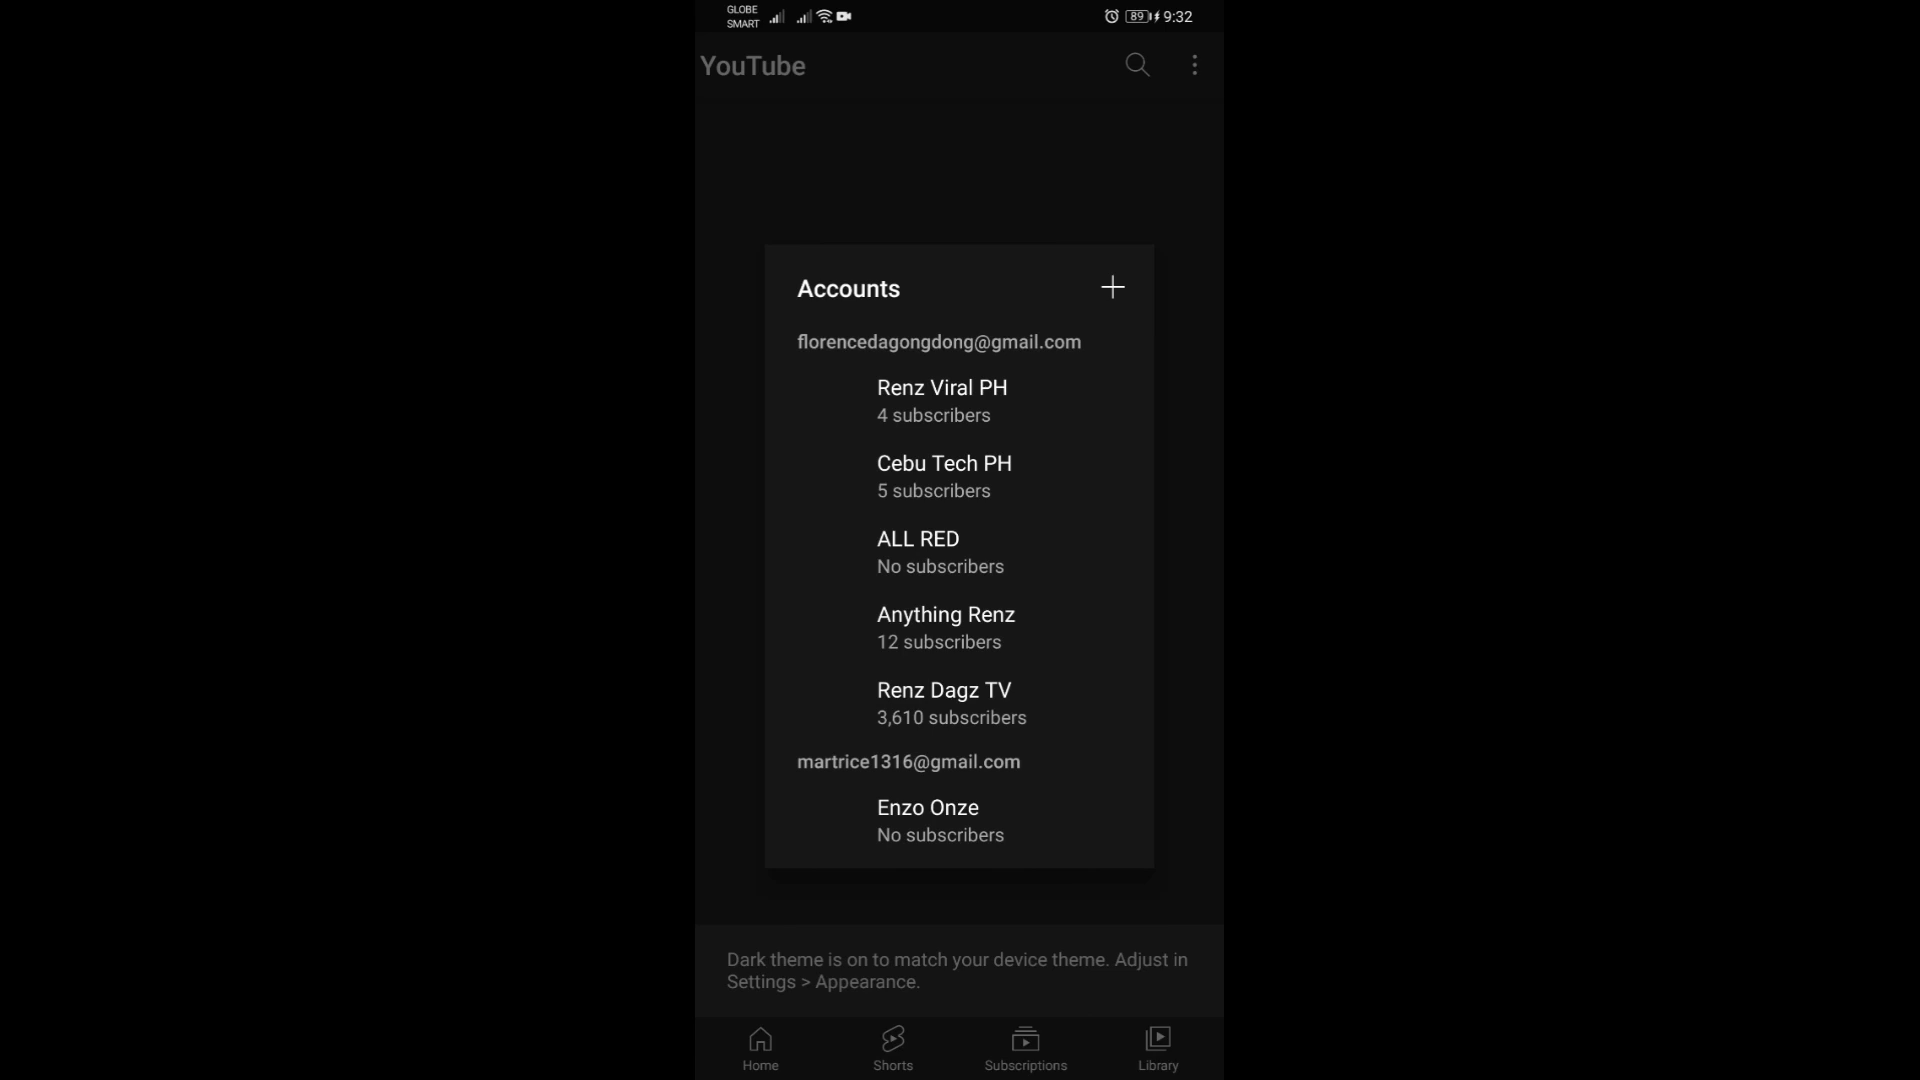 GLOBE
SMART
89
9:32
YouTube
Accounts
florencedagongdong@gmail.com
Renz Viral PH
4 subscribers
Cebu Tech PH
5 subscribers
ALL RED
No subscribers
Anything Renz
12 subscribers
Renz Dagz TV
3,610 subscribers
martrice1316@gmail.com
Enzo Onze
No subscribers
Dark theme is on to match your device theme. Adjust in
Settings > Appearance.
Home
Shorts
Subscriptions
Library